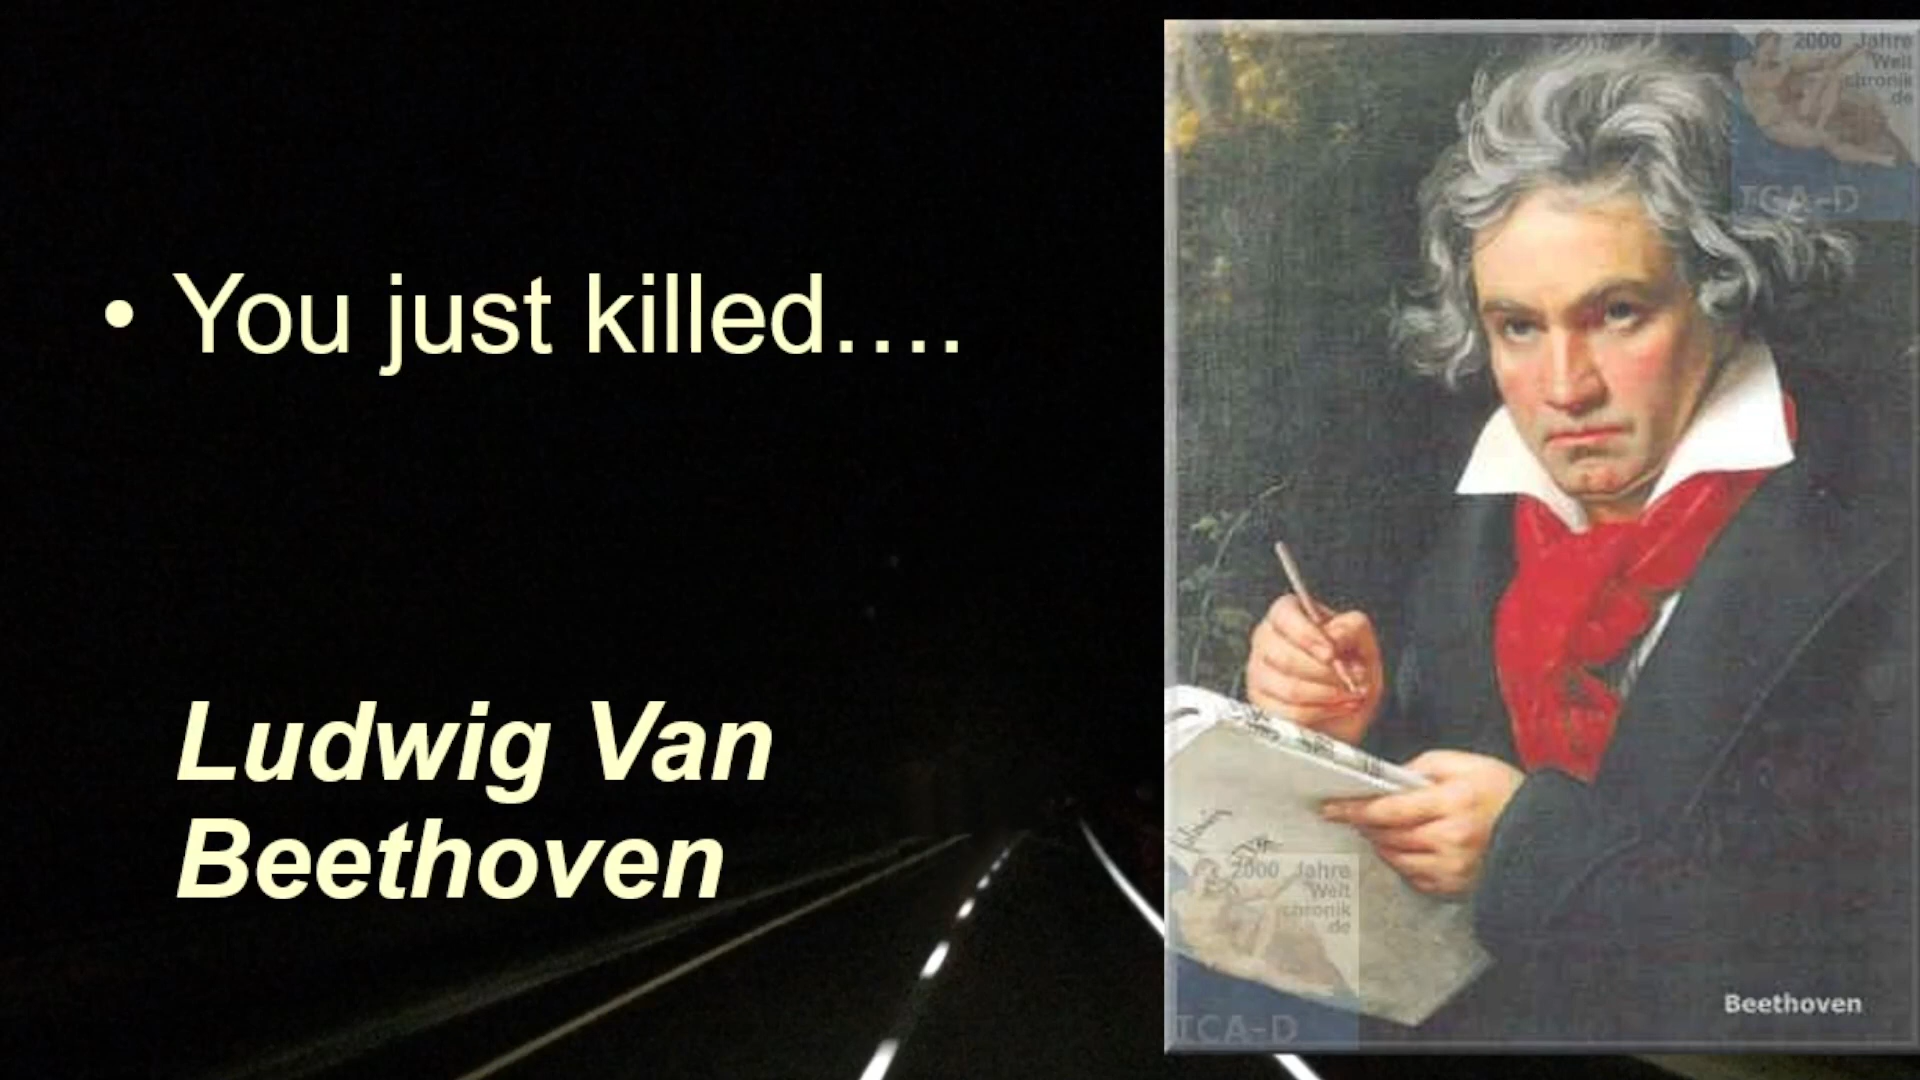 • You just killed….
Ludwig Van
Beethoven
2000 Jahre
Welt
chronik
.de
TCA-D
2000 Jahre
Welt
chronik
.de
TCA-D
Beethoven